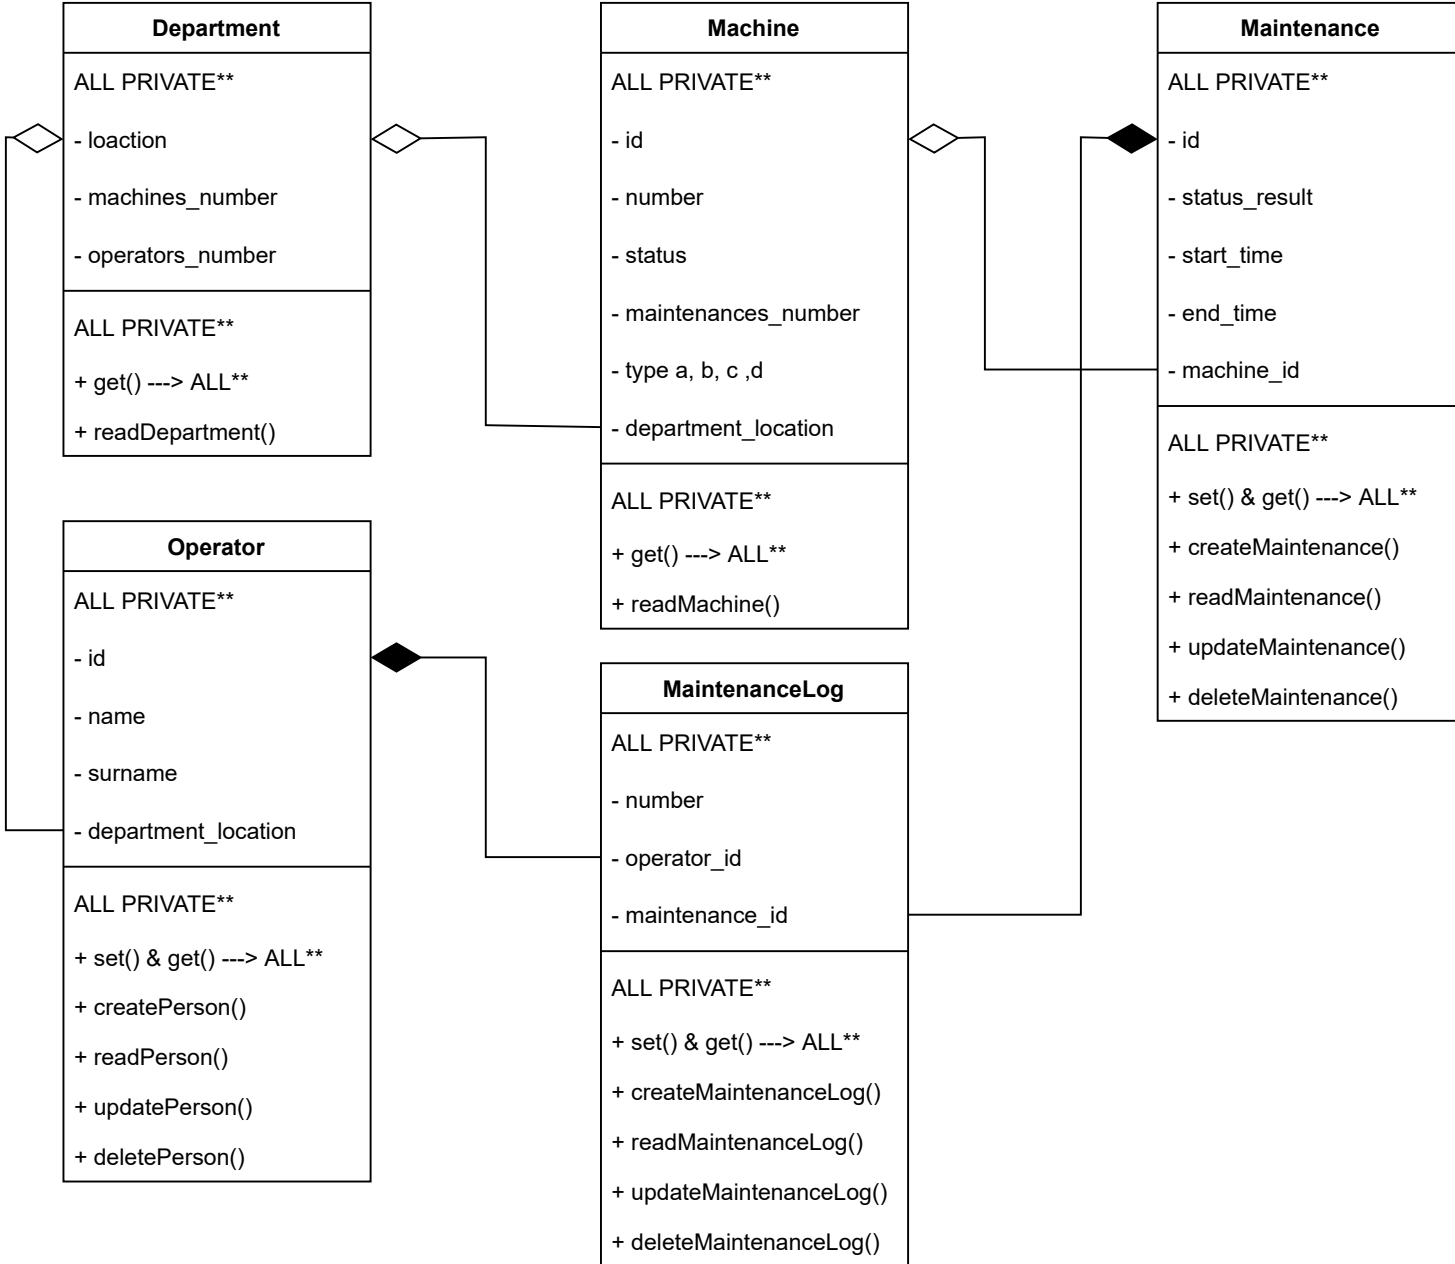 Department
ALL PRIVATE**
- loaction
- machines_number
- operators_number
ALL PRIVATE**
+ get() ---> ALL**
+ readDepartment()
Operator
ALL PRIVATE**
- id
- name
- surname
- department_location
ALL PRIVATE**
+ set() & get() ---> ALL**
+ createPerson()
+ readPerson()
+ updatePerson()
+ deletePerson()
Machine
ALL PRIVATE**
- id
- number
- status
- maintenances_number
- type a, b, c ,d
- department_location
ALL PRIVATE**
+ get() ---> ALL**
+ readMachine()
MaintenanceLog
ALL PRIVATE**
- number
- operator_id
- maintenance_id
ALL PRIVATE**
+ set() & get() ---> ALL**
+ createMaintenanceLog()
+ readMaintenanceLog()
+ updateMaintenanceLog()
+ deleteMaintenanceLog()
Maintenance
ALL PRIVATE**
- id
- status_result
- start_time
- end_time
- machine_id
ALL PRIVATE**
+ set() & get() ---> ALL**
+ createMaintenance()
+ readMaintenance()
+ updateMaintenance()
+ deleteMaintenance()